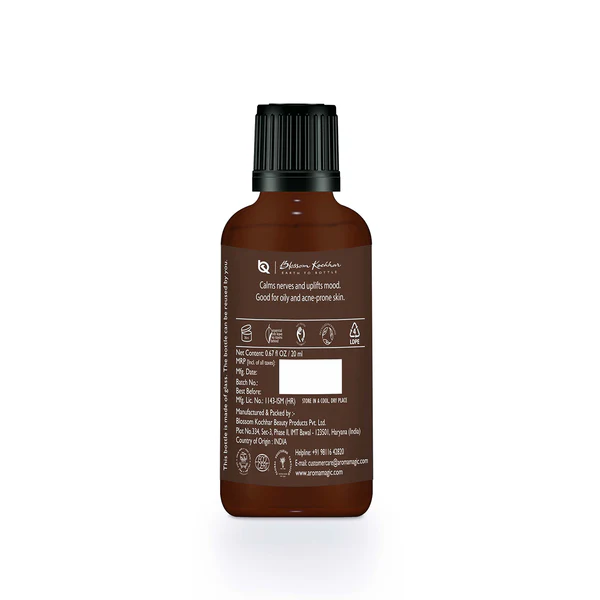 Blossom Kochhar
EARTH TO BOTTLE
Calms nerves and uplifts mood.
Good for oily and acne-prone skin.
4
LDPE
Net Content: 0.67 fl OZ / 20 ml
MRP (Incl. of all taxes)
Mfg. Date:
Batch No.:
Best Before:
Mfg. Lic. No.: 1143-ISM (HR)
STORE IN A COOL, DRY PLACE
Manufactured & Packed by :-
Blossom Kochhar Beauty Products Pvt. Ltd.
Plot No.334, Sec-3, Phase II, IMT Bawal - 123501, Haryana (India)
Country of Origin : INDIA
Helpline: +91 98116 42820
E-mail: customercare@aromamagic.com
www.aromamagic.com
This bottle is made of glass. The bottle can be reused by you.